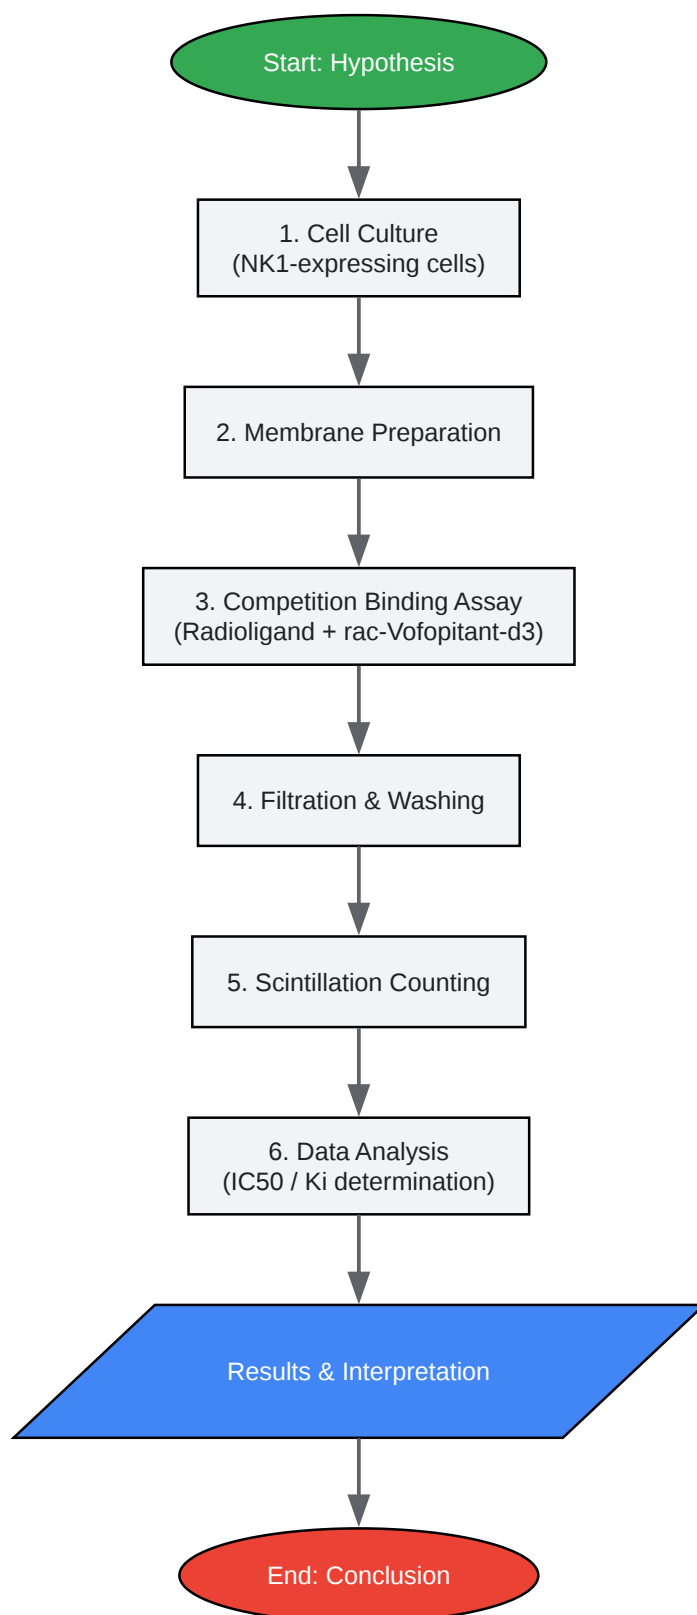 Start: Hypothesis
1. Cell Culture
(NK1-expressing cells)
2. Membrane Preparation
3. Competition Binding Assay
(Radioligand + rac-Vofopitant-d3)
4. Filtration & Washing
5. Scintillation Counting
6. Data Analysis
(IC50 / Ki determination)
Results & Interpretation
End: Conclusion